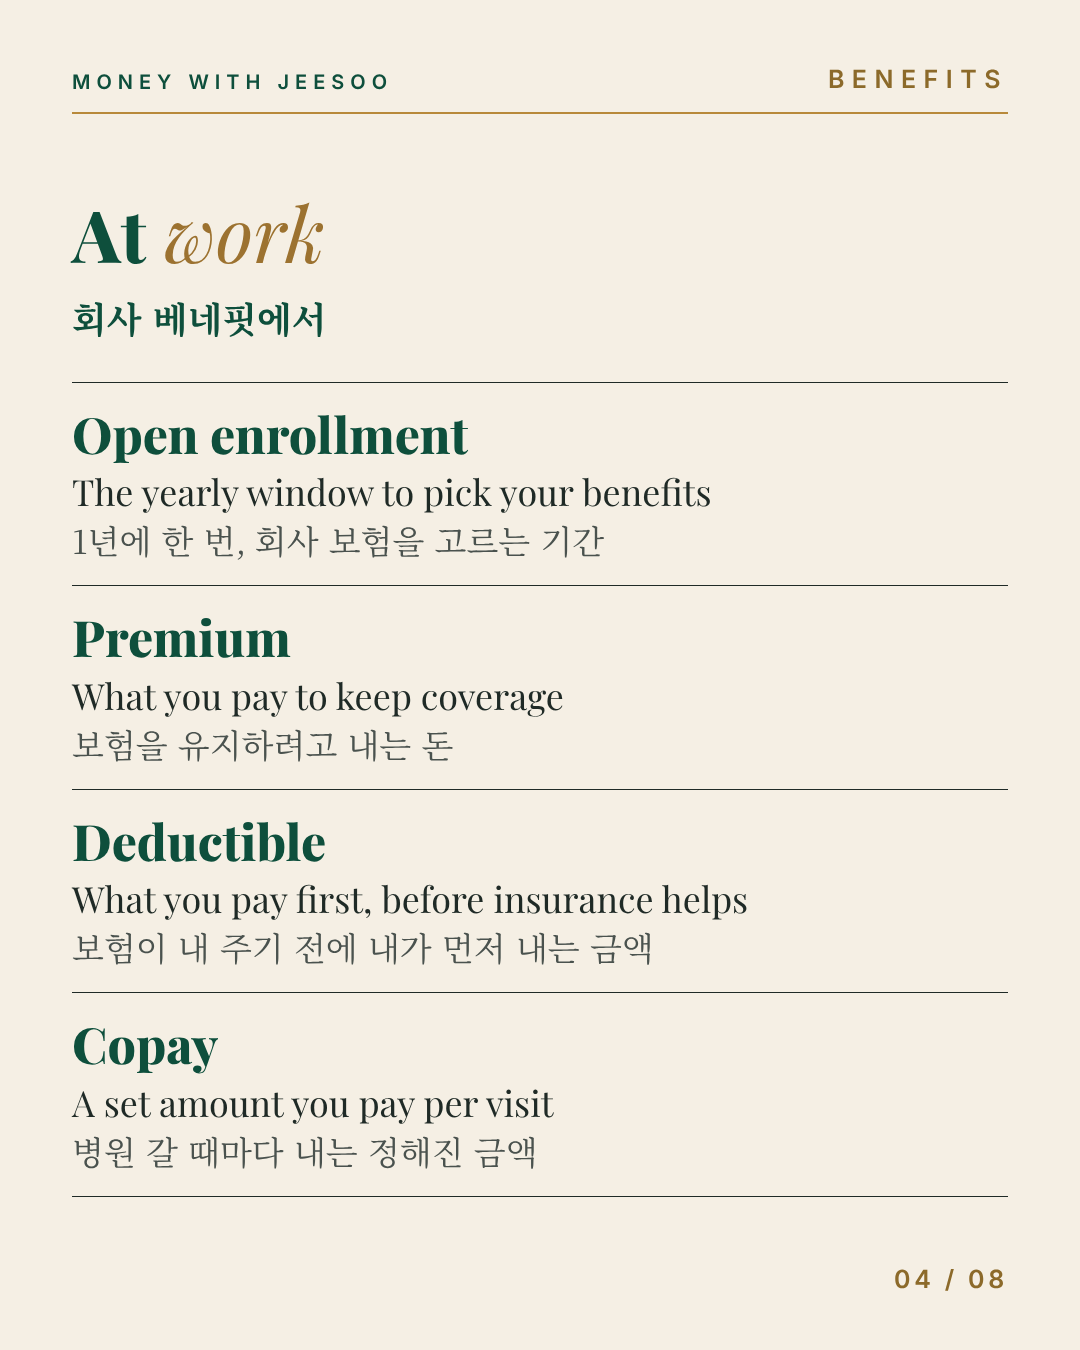 MONEY WITH JEESOO
BENEFITS
At work
회사 베네핏에서
Open enrollment
The yearly window to pick your benefits
1년에 한 번, 회사 보험을 고르는 기간
Premium
What you pay to keep coverage
보험을 유지하려고 내는 돈
Deductible
What you pay first, before insurance helps
보험이 내 주기 전에 내가 먼저 내는 금액
Copay
A set amount you pay per visit
병원 갈 때마다 내는 정해진 금액
04 / 08